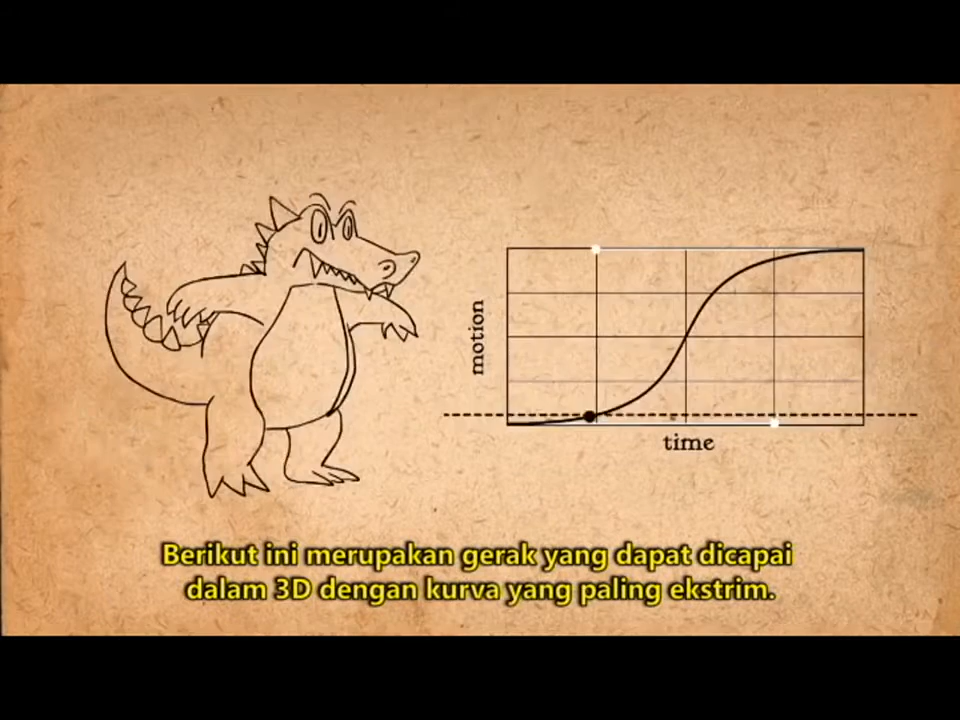 motion
time
Berikut ini merupakan gerak yang dapat dicapai
dalam 3D dengan kurva yang paling ekstrim.